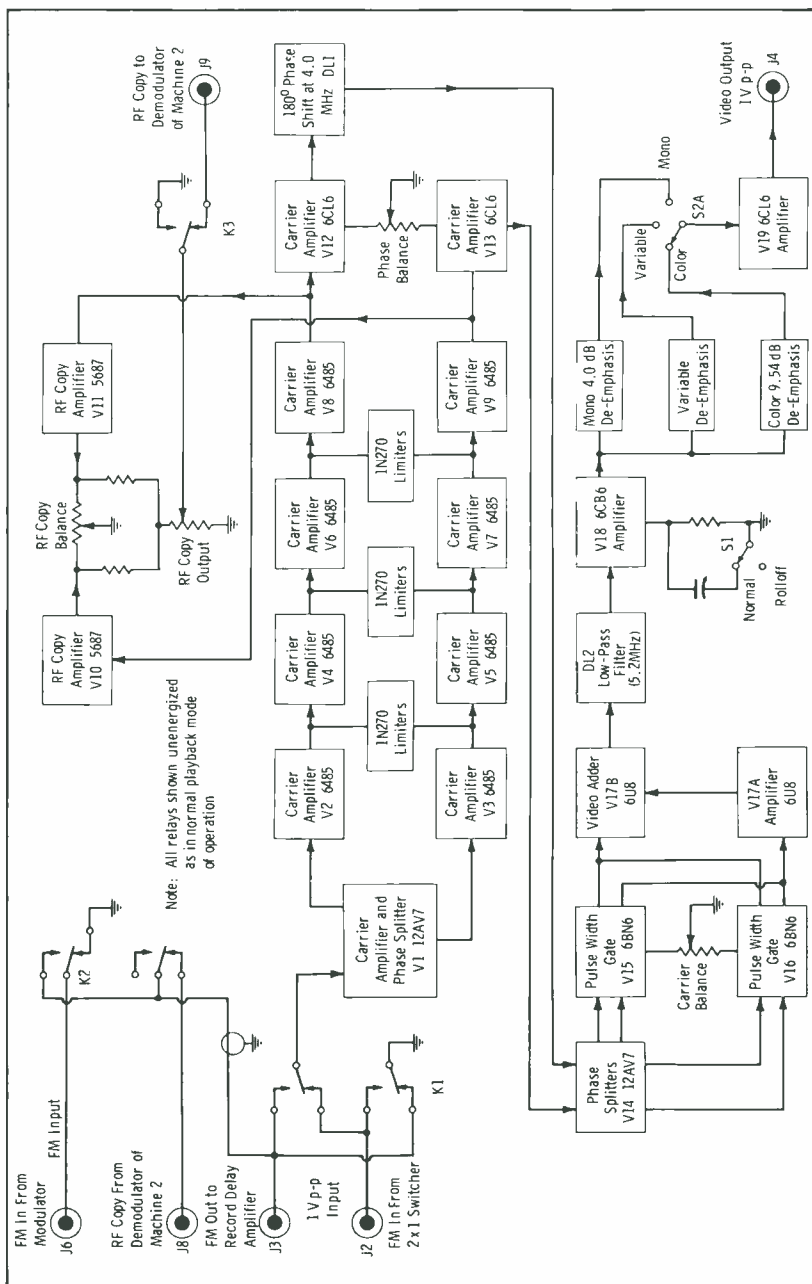 FM In From
Modulator
J6
FM Input
K2
RF Copy From
Demodulator of
Machine 2
J8
FM Out to
Record Delay
Amplifier
J3
1 V p-p
Input
J2
FM In From
2 x 1 Switcher
K1
Note: All relays shown unenergized
as in normal playback mode
of operation
Carrier
Amplifier and
Phase Splitter
V1 12AV7
Carrier
Amplifier
V2 6485
Carrier
Amplifier
V3 6485
1N270
Limiters
Carrier
Amplifier
V4 6485
Carrier
Amplifier
V5 6485
1N270
Limiters
Carrier
Amplifier
V6 6485
Carrier
Amplifier
V7 6485
1N270
Limiters
Carrier
Amplifier
V8 6485
Carrier
Amplifier
V9 6485
RF Copy
Amplifier
V10 5687
RF Copy
Balance
RF Copy
Output
RF Copy
Amplifier
V11 5687
K3
RF Copy to
Demodulator
of Machine 2
J9
Carrier
Amplifier
V12 6CL6
Phase
Balance
Carrier
Amplifier
V13 6CL6
180° Phase
Shift at 4.0
MHz DL1
Phase
Splitters
V14 12AV7
Pulse Width
Gate
V15 6BN6
Carrier
Balance
Pulse Width
Gate
V16 6BN6
Video Adder
V17B
6U8
V17A
Amplifier
6U8
DL2
Low-Pass
Filter
(5.2MHz)
V18 6CB6
Amplifier
S1
Normal
Rolloff
Mono 4.0 dB
De-Emphasis
Variable
De-Emphasis
Color 9.54 dB
De-Emphasis
Mono
Variable
Color
S2A
V19 6CL6
Amplifier
Video Output
1 V p-p
J4